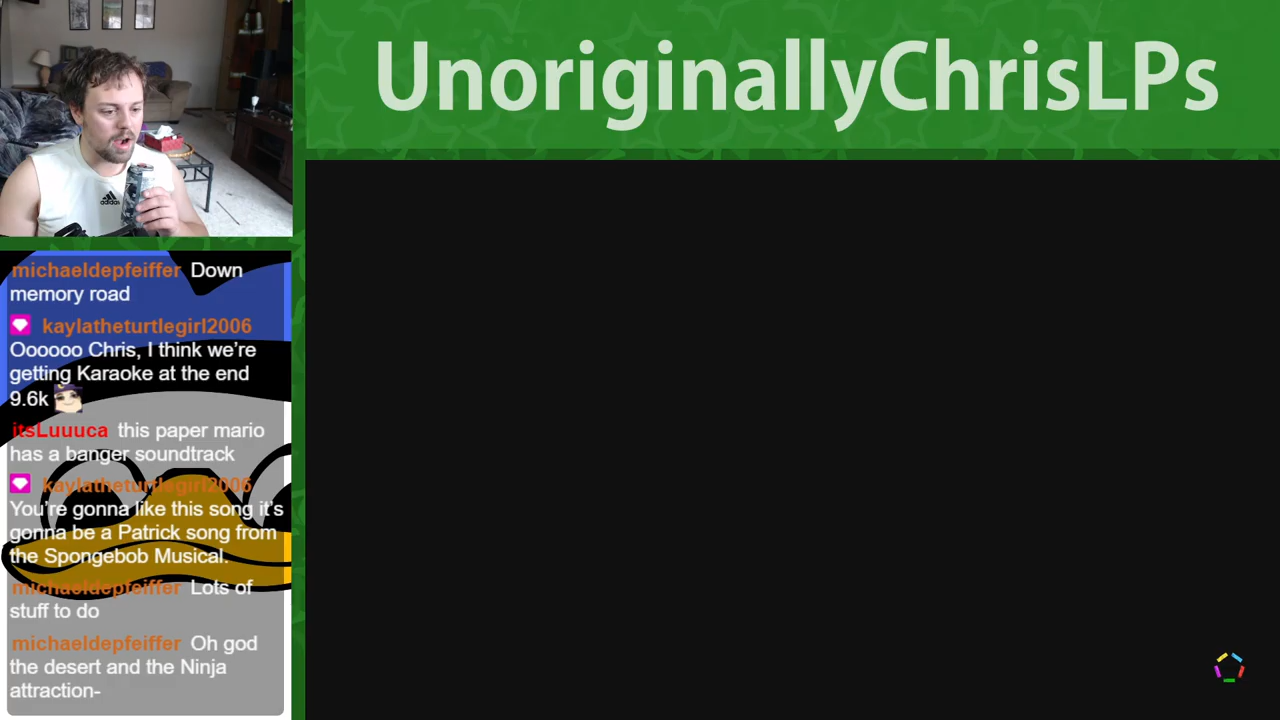 UnoriginallyChrisLPs
adidas
michaeldepfeiffer Down
memory road
kaylatheturtlegirl2006
Oooooo Chris, I think we're
getting Karaoke at the end
9.6k
itsLuuuca this paper mario
has a banger soundtrack
kaylatheturtlegirl2006
You're gonna like this song it's
gonna be a Patrick song from
the Spongebob Musical.
michaeldepfeiffer Lots of
stuff to do
michaeldepfeiffer Oh god
the desert and the Ninja
attraction-